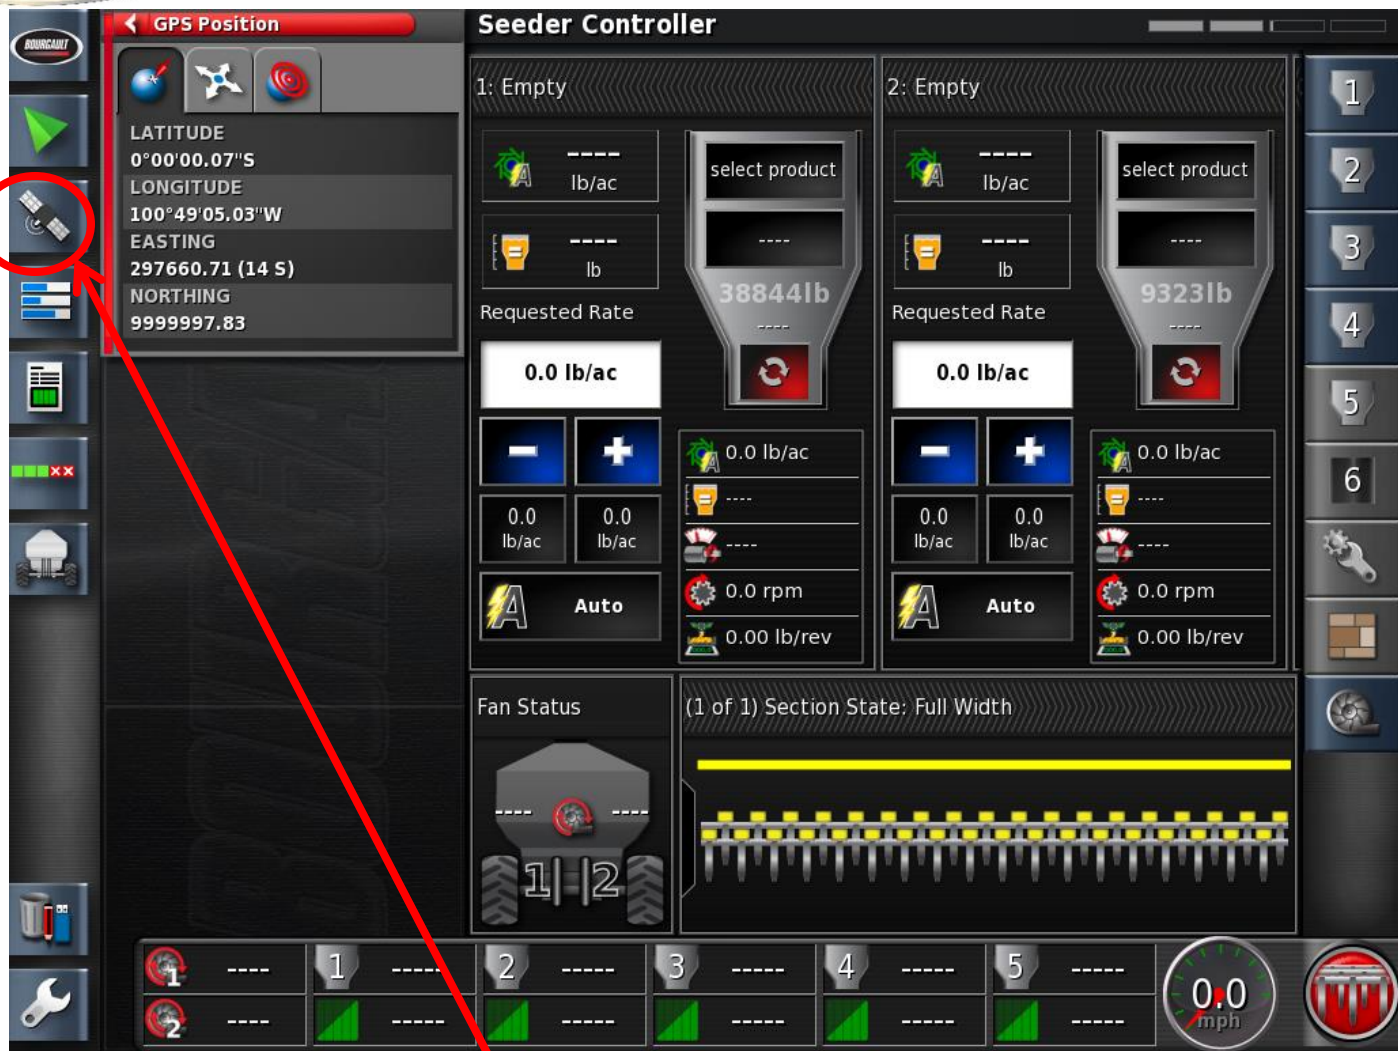 BOURGAULT
GPS Position
Seeder Controller
LATITUDE
0°00'00.07"S
LONGITUDE
100°49'05.03"W
EASTING
297660.71 (14 S)
NORTHING
9999997.83
1: Empty
----
lb/ac
----
lb
select product
----
38844lb
----
Requested Rate
0.0 lb/ac
0.0
lb/ac
0.0
lb/ac
Auto
0.0 lb/ac
----
----
0.0 rpm
0.00 lb/rev
2: Empty
----
lb/ac
----
lb
select product
----
9323lb
----
Requested Rate
0.0 lb/ac
0.0
lb/ac
0.0
lb/ac
Auto
0.0 lb/ac
----
----
0.0 rpm
0.00 lb/rev
1
2
3
4
5
6
Fan Status
---- ----
1 2
(1 of 1) Section State: Full Width
1 ---- 1 ----- 2 ----- 3 ----- 4 ----- 5 -----
2 ---- ----- ----- ----- ----- -----
0.0
mph